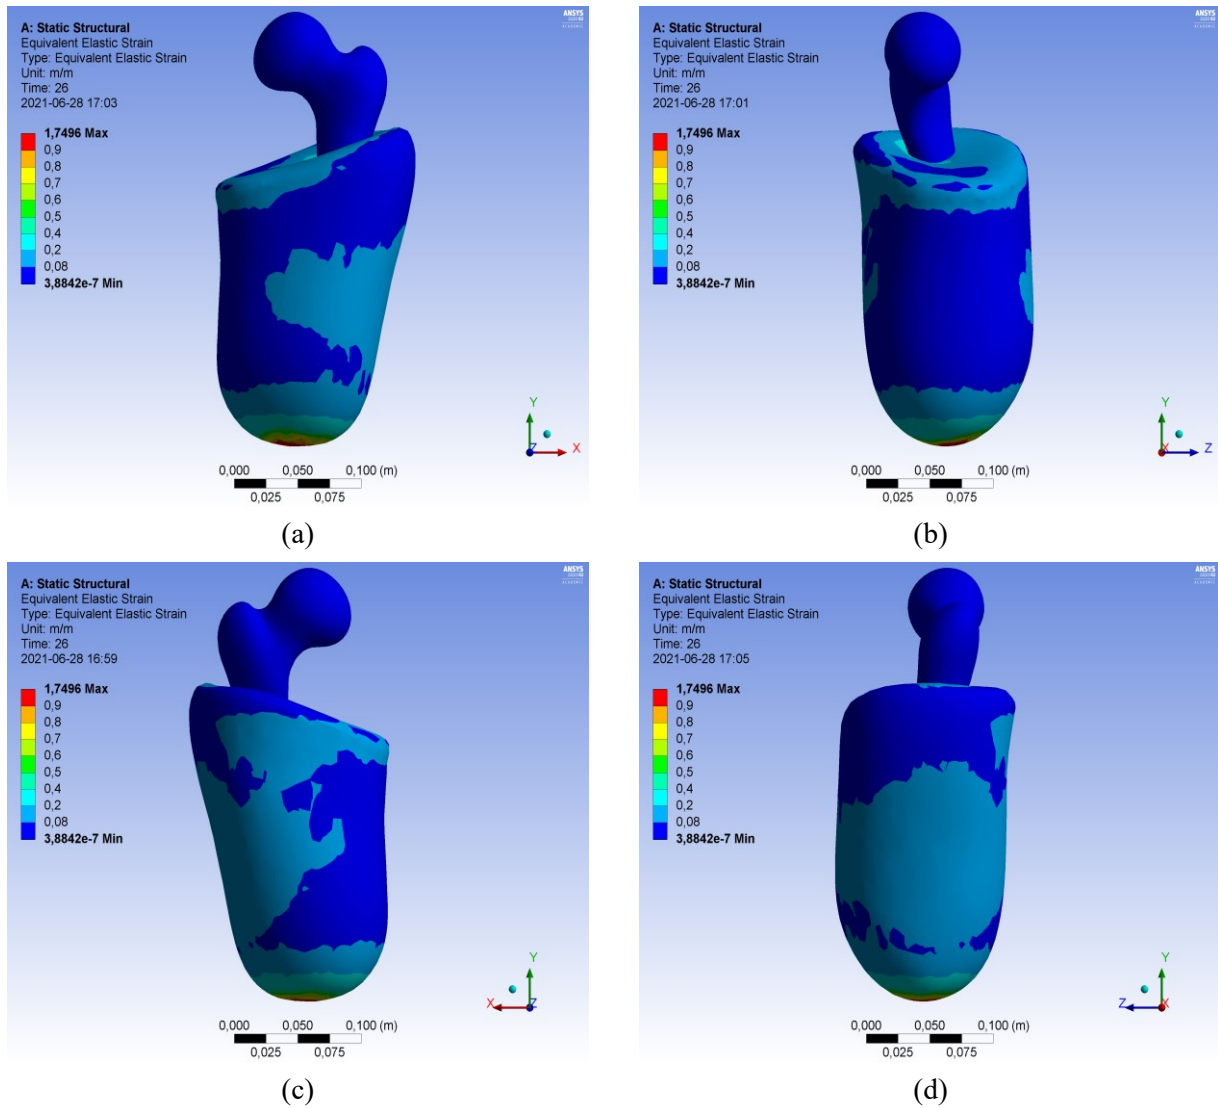 A: Static Structural
Equivalent Elastic Strain
Type: Equivalent Elastic Strain
Unit: m/m
Time: 26
2021-06-28 17:03
1,7496 Max
0,9
0,8
0,7
0,6
0,5
0,4
0,2
0,08
3,8842e-7 Min
ANSYS
Y
Z
X
0,000 0,050 0,100 (m)
0,025 0,075
(a)
A: Static Structural
Equivalent Elastic Strain
Type: Equivalent Elastic Strain
Unit: m/m
Time: 26
2021-06-28 17:01
1,7496 Max
0,9
0,8
0,7
0,6
0,5
0,4
0,2
0,08
3,8842e-7 Min
ANSYS
Y
X
Z
0,000 0,050 0,100 (m)
0,025 0,075
(b)
A: Static Structural
Equivalent Elastic Strain
Type: Equivalent Elastic Strain
Unit: m/m
Time: 26
2021-06-28 16:59
1,7496 Max
0,9
0,8
0,7
0,6
0,5
0,4
0,2
0,08
3,8842e-7 Min
ANSYS
Y
X
Z
0,000 0,050 0,100 (m)
0,025 0,075
(c)
A: Static Structural
Equivalent Elastic Strain
Type: Equivalent Elastic Strain
Unit: m/m
Time: 26
2021-06-28 17:05
1,7496 Max
0,9
0,8
0,7
0,6
0,5
0,4
0,2
0,08
3,8842e-7 Min
ANSYS
Y
Z
X
0,000 0,050 0,100 (m)
0,025 0,075
(d)